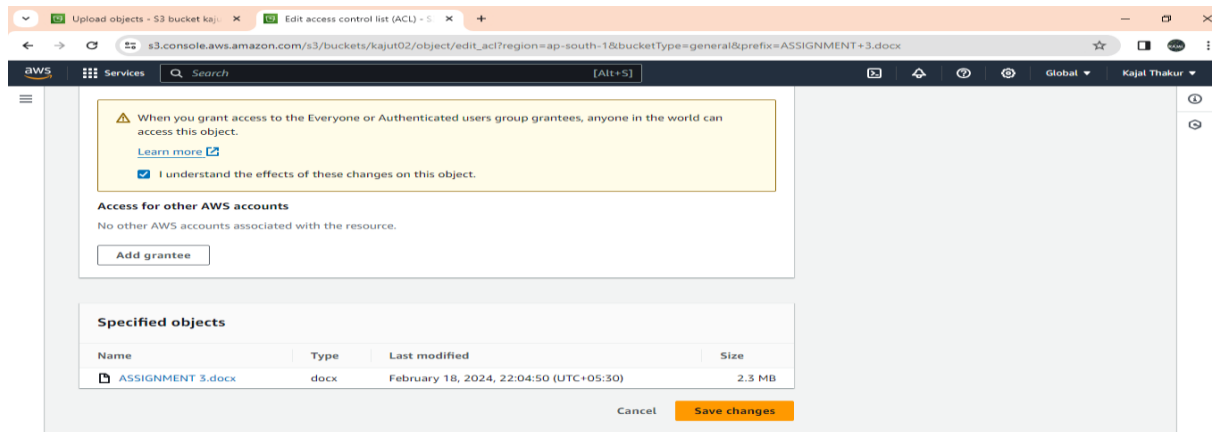 Upload objects - S3 bucket kaju
Edit access control list (ACL) - S
s3.console.aws.amazon.com/s3/buckets/kajut02/object/edit_acl?region=ap-south-1&bucketType=general&prefix=ASSIGNMENT+3.docx
aws Services Search [Alt+S] Global Kajal Thakur
When you grant access to the Everyone or Authenticated users group grantees, anyone in the world can
access this object.
Learn more
I understand the effects of these changes on this object.
Access for other AWS accounts
No other AWS accounts associated with the resource.
Add grantee
Specified objects
Name Type Last modified Size
ASSIGNMENT 3.docx docx February 18, 2024, 22:04:50 (UTC+05:30) 2.3 MB
Cancel Save changes